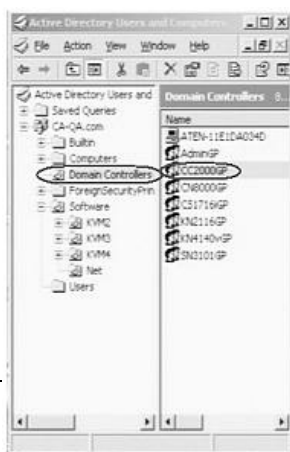 Active Directory Users and Computers
File Action View Window Help
Active Directory Users and
Saved Queries
CA-QA.com
Builtin
Computers
Domain Controllers
ForeignSecurityPrin
Software
KVM2
KVM3
KVM4
Net
Users
Domain Controllers 8...
Name
ATEN-11E1DA034D
AdminGP
CC2000GP
CN8000GP
CS1716iGP
KN2116GP
KN4140vGP
SN3101GP